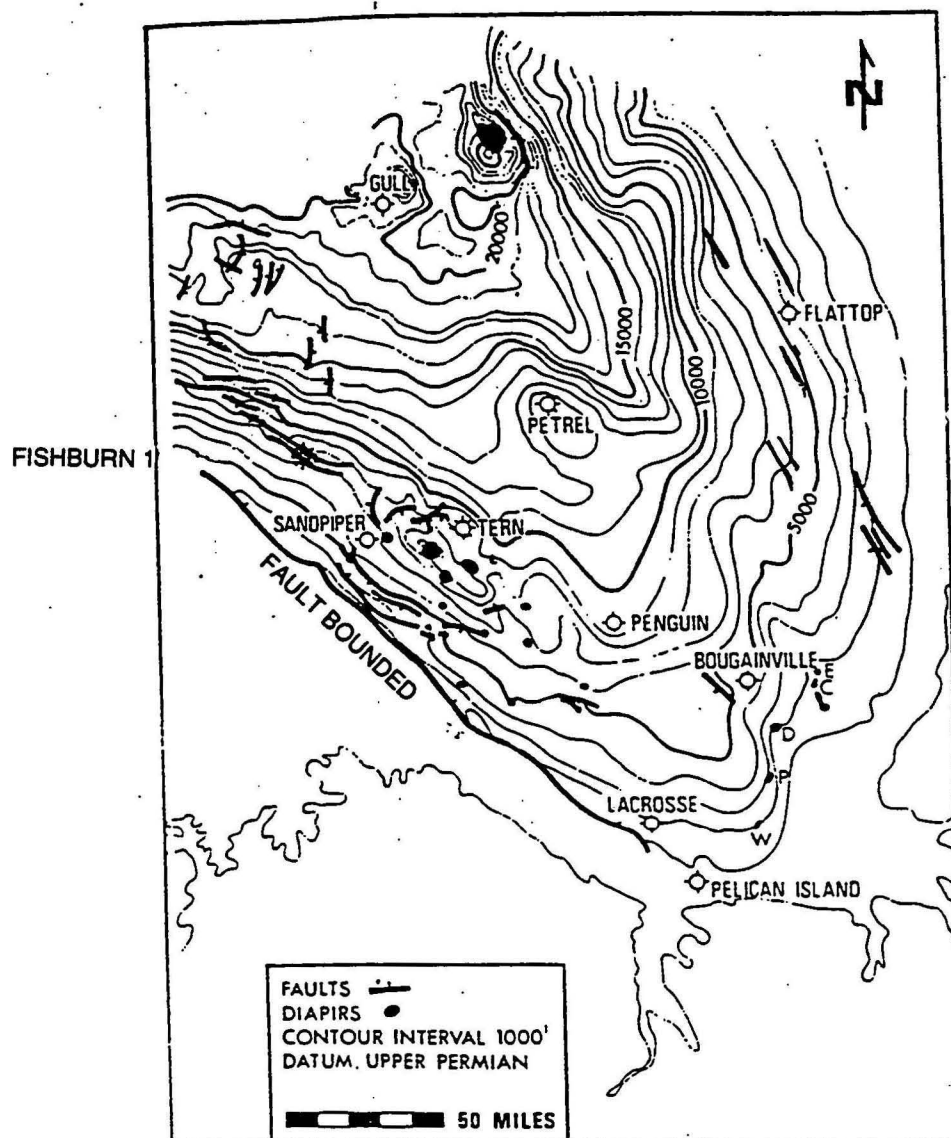 N
GULL
20000
FLATTOP
15000
10000
PETREL
FISHBURN 1
5000
SANDPIPER
TERN
FAULT BOUNDED
PENGUIN
BOUGAINVILLE
E
C
D
P
LACROSSE
W
PELICAN ISLAND
FAULTS
DIAPIRS
CONTOUR INTERVAL 1000'
DATUM. UPPER PERMIAN
50 MILES